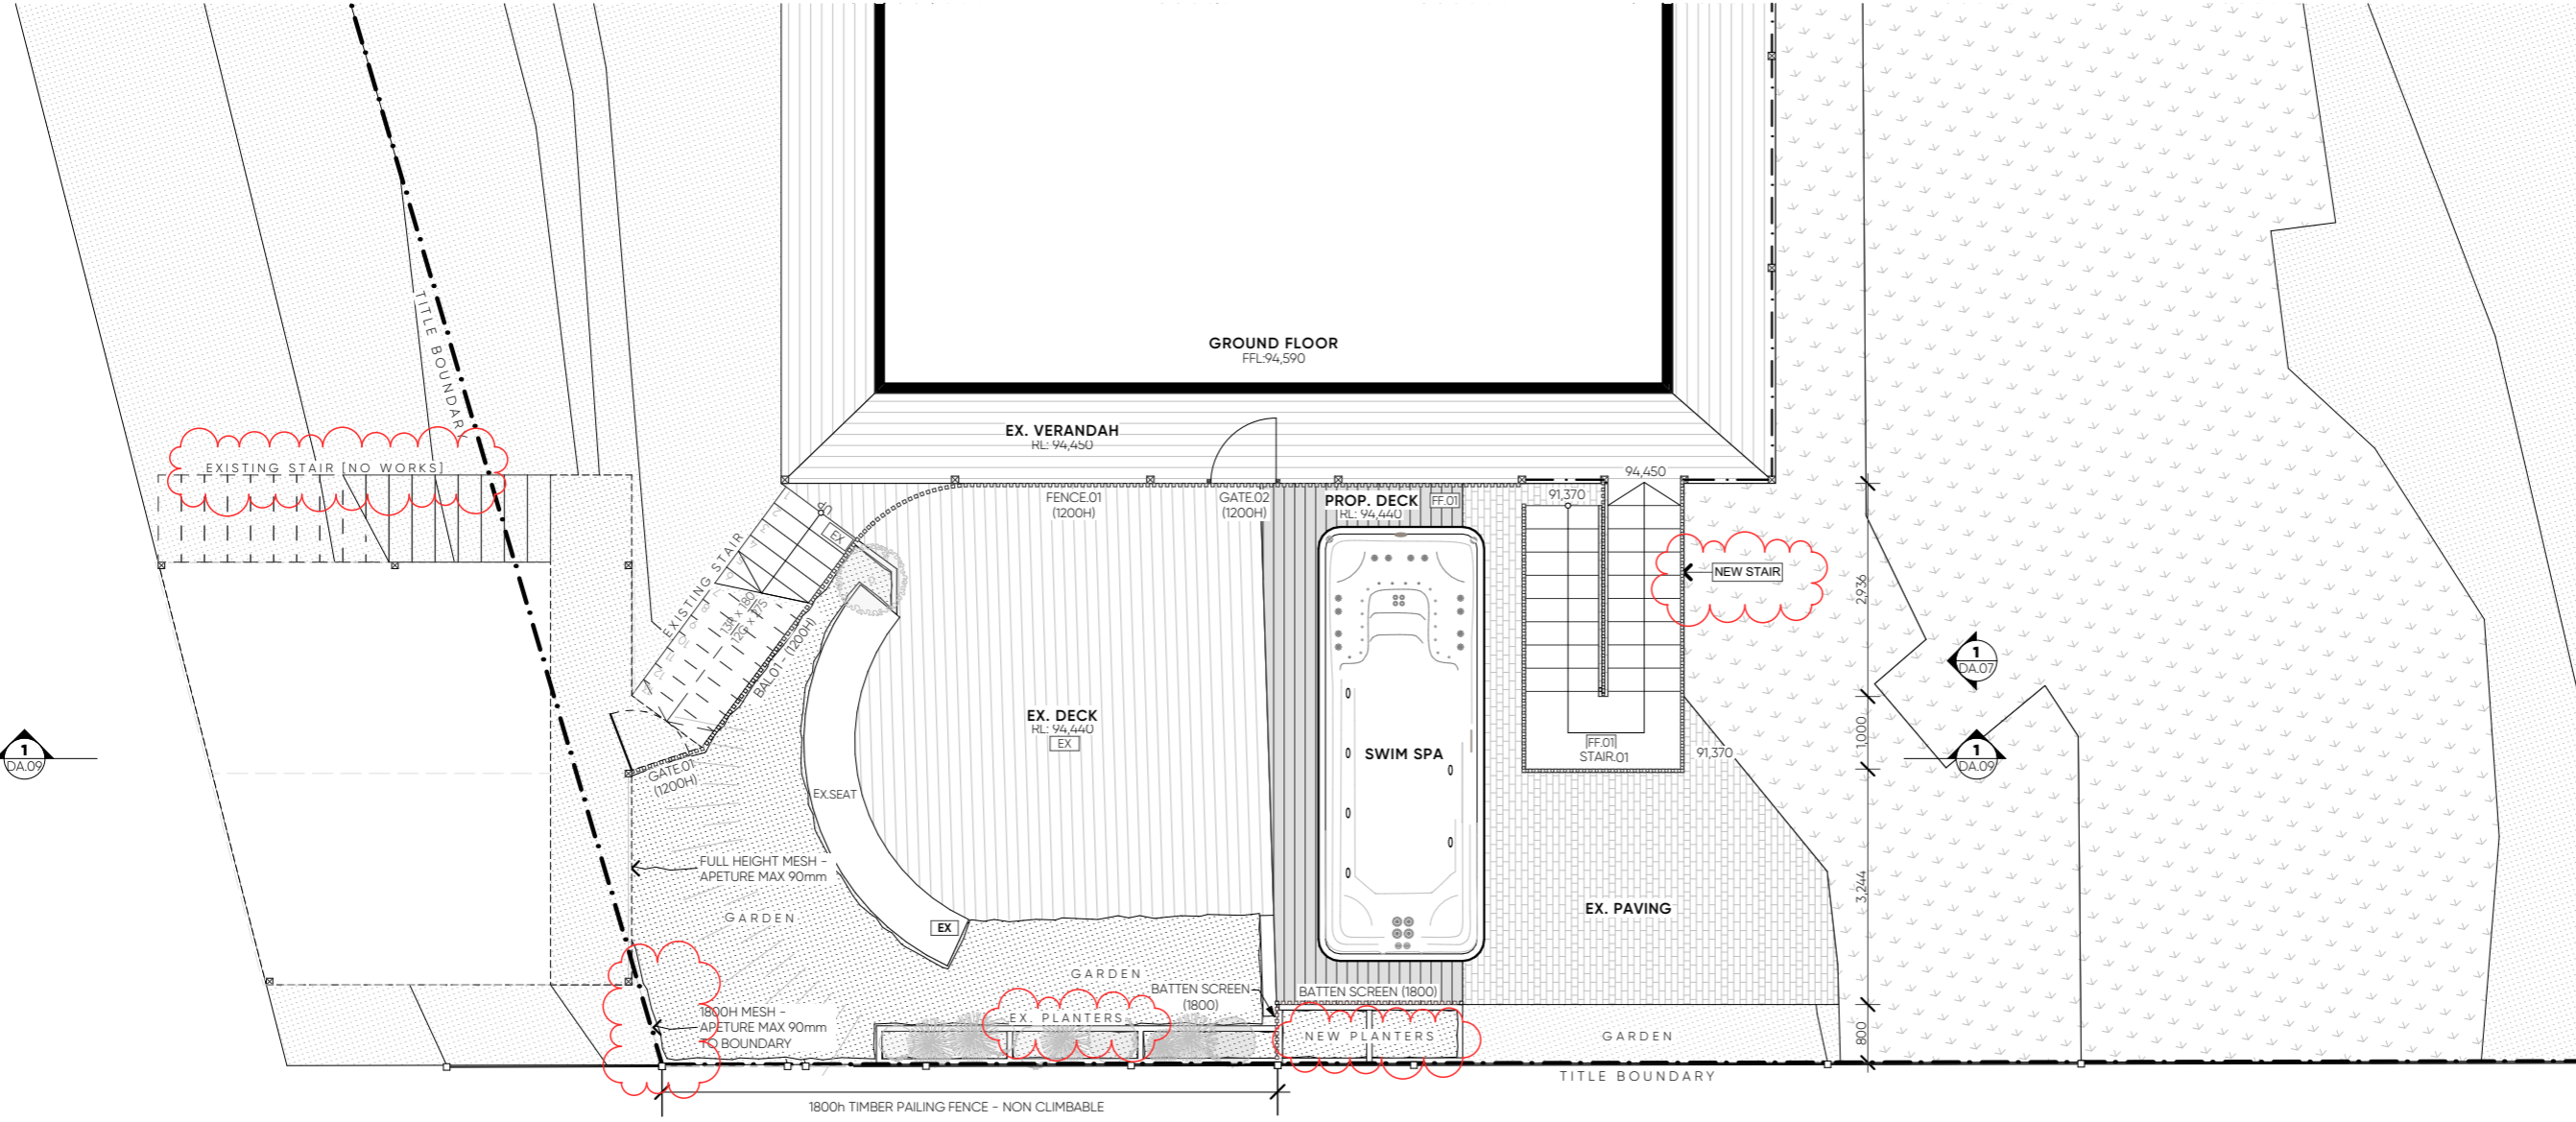 GROUND FLOOR
FFL:94,590
TITLE BOUNDARY
EX. VERANDAH
RL: 94,450
EXISTING STAIR [NO WORKS]
94,450
FENCE.01
(1200H)
GATE.02
(1200H)
PROP. DECK
RL: 94,440
FF.01
91,370
EX
EXISTING STAIR
13R x 180
12G x 275
BAL.01 - (1200H)
NEW STAIR
2,936
1
DA.07
EX. DECK
RL: 94,440
EX
SWIM SPA
FF.01
STAIR.01
91,370
1,000
1
DA.09
1
DA.09
GATE.01
(1200H)
EX.SEAT
FULL HEIGHT MESH -
APETURE MAX 90mm
GARDEN
EX
EX. PAVING
3,244
GARDEN
BATTEN SCREEN
(1800)
BATTEN SCREEN (1800)
1800H MESH -
APETURE MAX 90mm
TO BOUNDARY
EX. PLANTERS
NEW PLANTERS
GARDEN
800
TITLE BOUNDARY
1800h TIMBER PAILING FENCE - NON CLIMBABLE